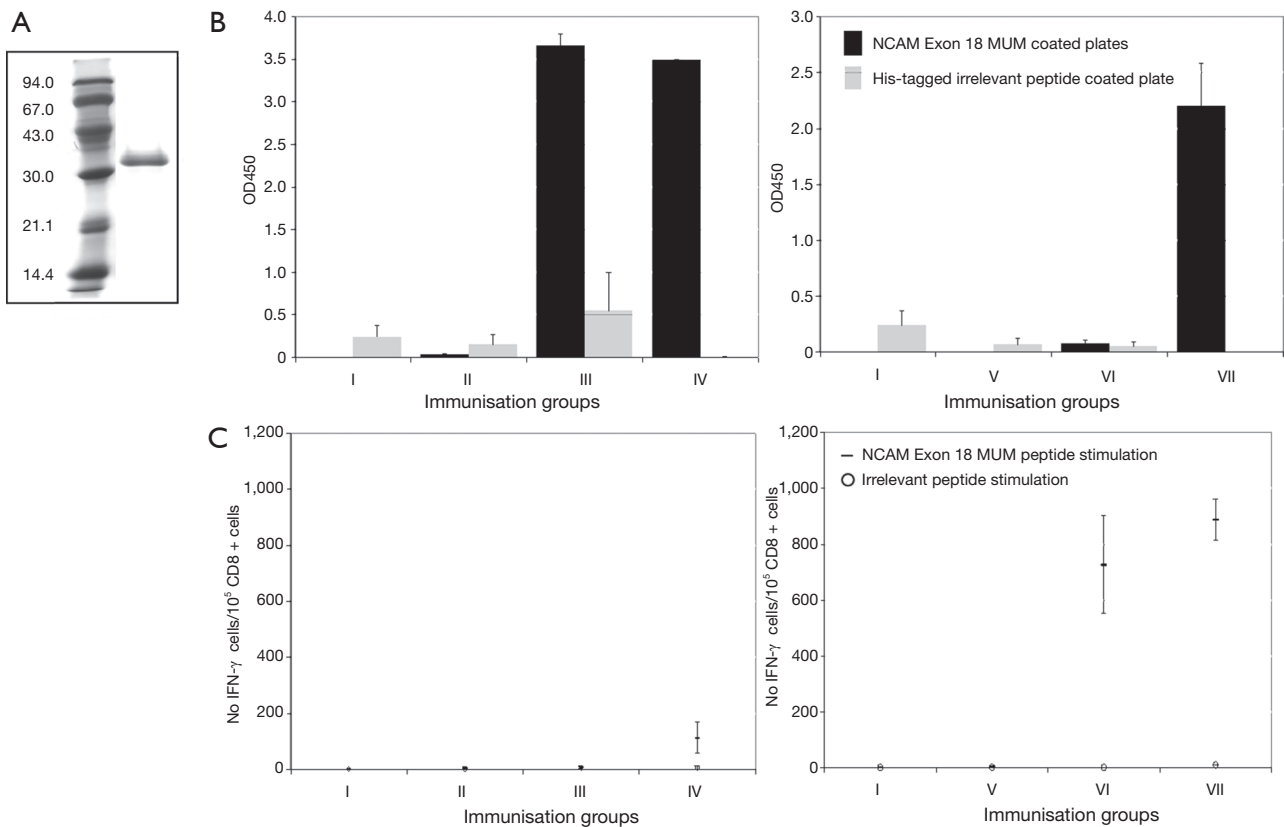 A
94.0
67.0
43.0
30.0
21.1
14.4
B
4.0
3.5
3.0
2.5
2.0
1.5
1.0
0.5
0
OD450
I II III IV
Immunisation groups
3.0
2.5
2.0
1.5
1.0
0.5
0
OD450
NCAM Exon 18 MUM coated plates
His-tagged irrelevant peptide coated plate
I V VI VII
Immunisation groups
C
1,200
1,000
800
600
400
200
0
No IFN-γ cells/10⁵ CD8 + cells
I II III IV
Immunisation groups
1,200
1,000
800
600
400
200
0
No IFN-γ cells/10⁵ CD8 + cells
NCAM Exon 18 MUM peptide stimulation
Irrelevant peptide stimulation
I V VI VII
Immunisation groups